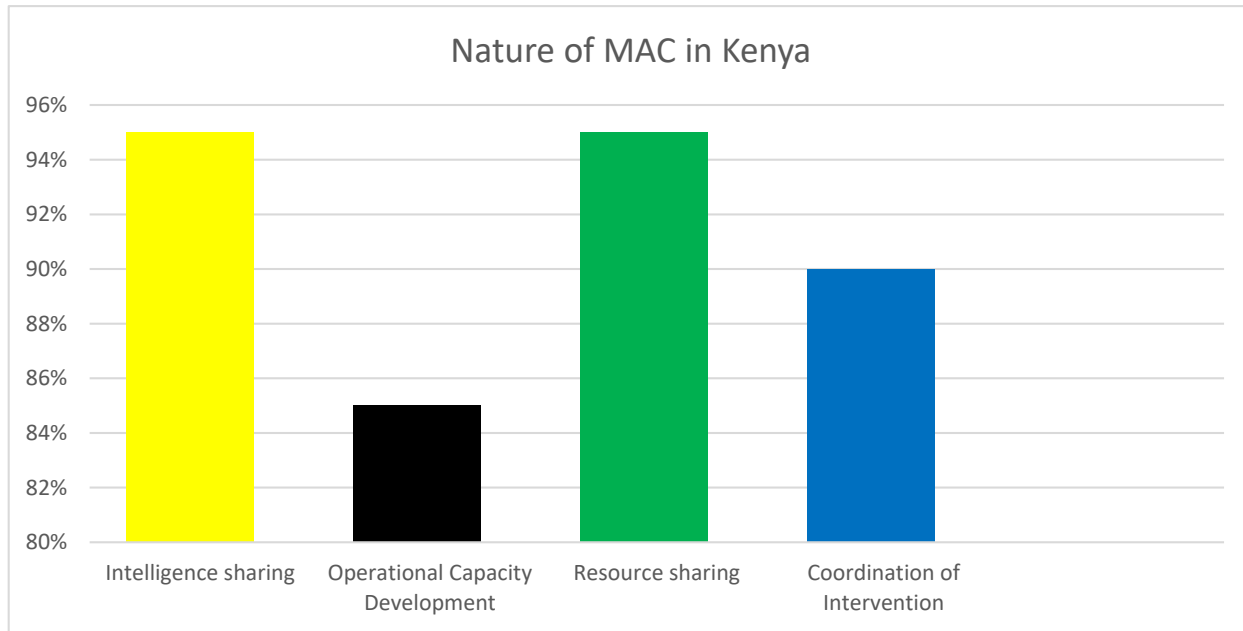 Nature of MAC in Kenya
96%
94%
92%
90%
88%
86%
84%
82%
80%
Intelligence sharing
Operational Capacity
Development
Resource sharing
Coordination of
Intervention